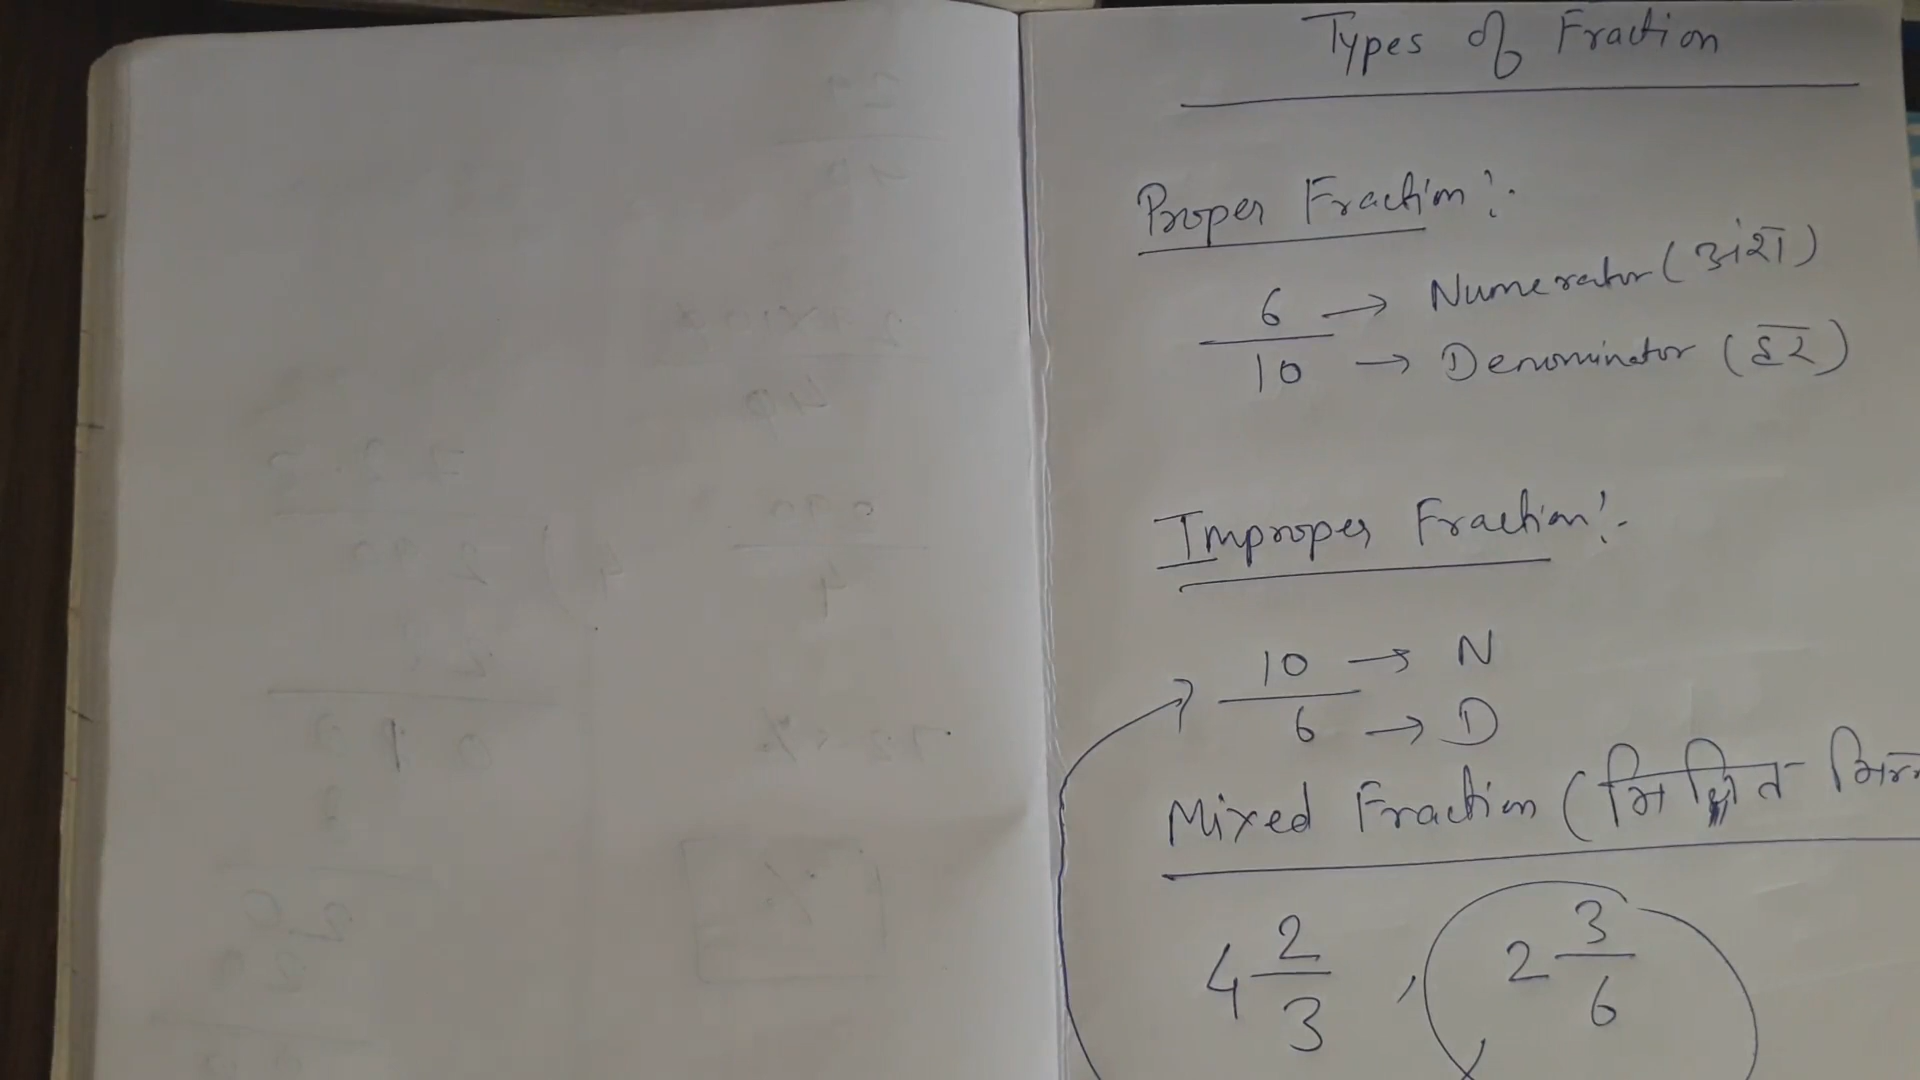 Types of Fraction
Proper Fraction :-
6 → Numerator (अंश)
10 → Denominator (हर)
Improper Fraction :-
10 → N
6 → D
Mixed Fraction (मिश्रित
4 2/3 , 2 3/6